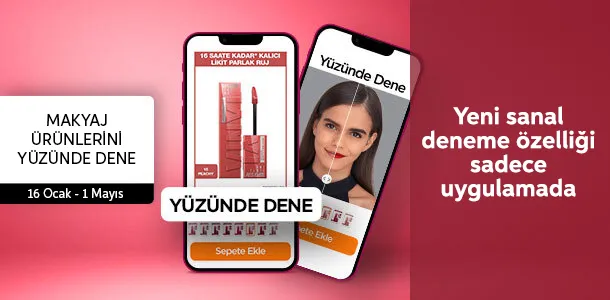 MAKYAJ
ÜRÜNLERİNİ
YÜZÜNDE DENE
16 Ocak - 1 Mayıs
16 SAATE KADAR* KALICI
LİKİT PARLAK RUJ
VINYL
YÜZÜNDE DENE
Sepete Ekle
Yüzünde Dene
Sepete Ekle
Yeni sanal
deneme özelliği
sadece
uygulamada